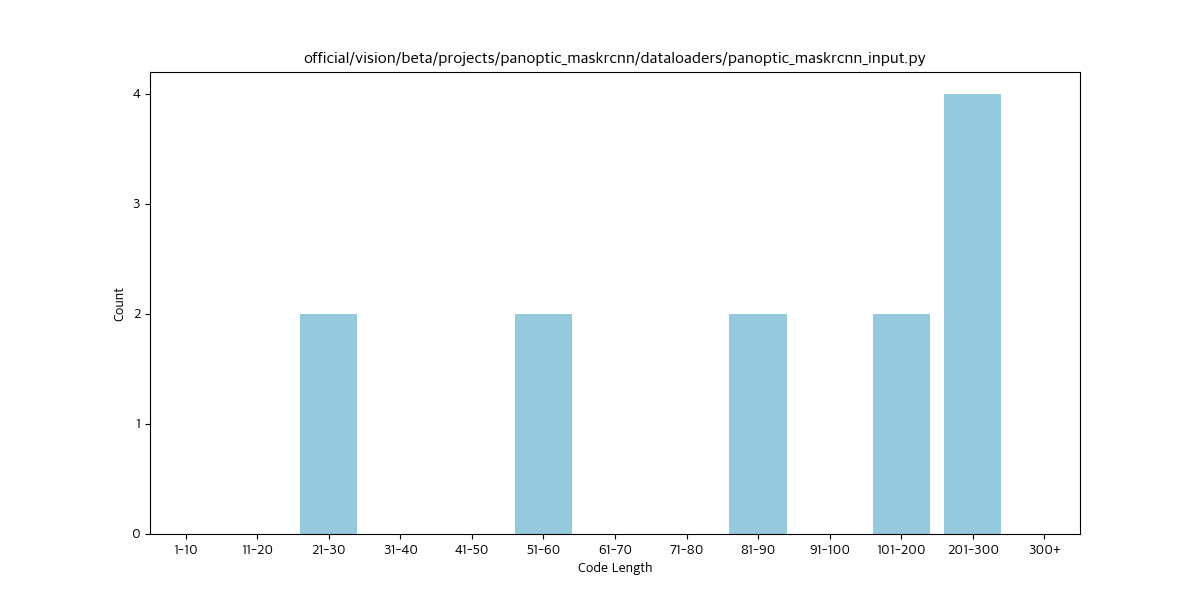 official/vision/beta/projects/panoptic_maskrcnn/dataloaders/panoptic_maskrcnn_input.py
4
3
2
1
0
Count
1-10 11-20 21-30 31-40 41-50 51-60 61-70 71-80 81-90 91-100 101-200 201-300 300+
Code Length